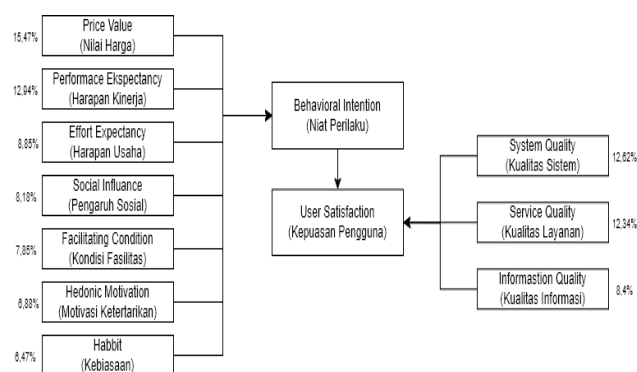 15,47%
Price Value
(Nilai Harga)
12,94%
Performace Ekspectancy
(Harapan Kinerja)
8,85%
Effort Expectancy
(Harapan Usaha)
8,18%
Social Influence
(Pengaruh Sosial)
7,85%
Facilitating Condition
(Kondisi Fasilitas)
6,88%
Hedonic Motivation
(Motivasi Ketertarikan)
6,47%
Habbit
(Kebiasaan)
Behavioral Intention
(Niat Perilaku)
User Satisfaction
(Kepuasan Pengguna)
System Quality
(Kualitas Sistem)
12,62%
Service Quality
(Kualitas Layanan)
12,34%
Informastion Quality
(Kualitas Informasi)
8,4%